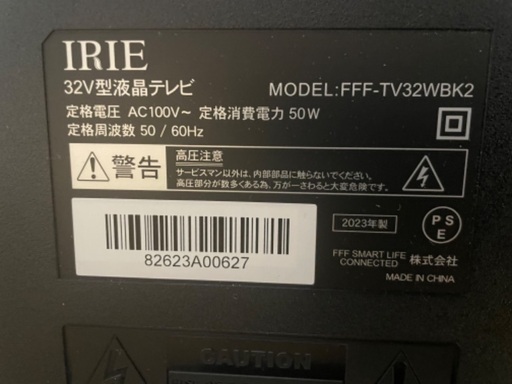 IRIE
32V型液晶テレビ
MODEL:FFF-TV32WBK2
定格電圧 AC100V~ 定格消費電力 50W
定格周波数 50 / 60Hz
警告
高圧注意
サービスマン以外は、内部部品に触らないでください。
高圧部分が数多くある為、万が一さわると大変危険です。
2023年製
PS
E
82623A00627
FFF SMART LIFE
CONNECTED 株式会社
MADE IN CHINA
CAUTION